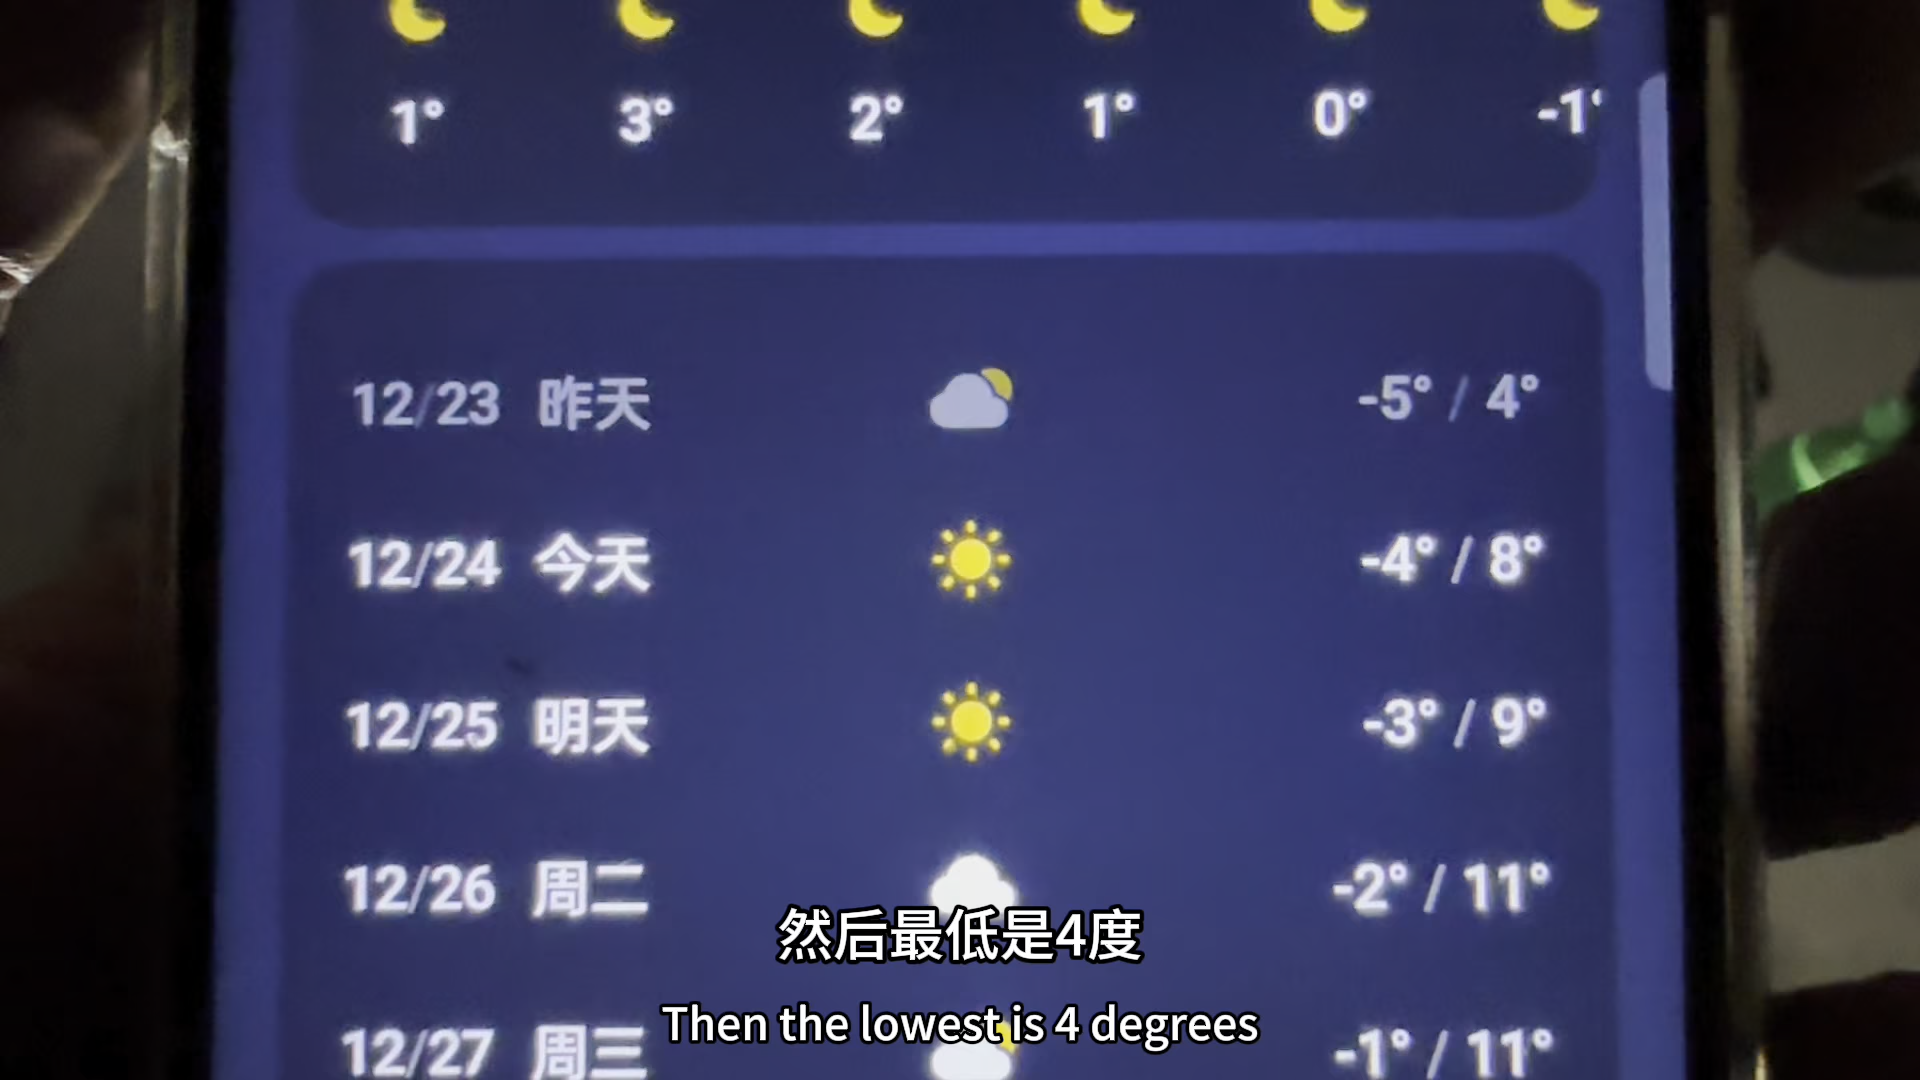 1° 3° 2° 1° 0° -1°
12/23 昨天 -5° / 4°
12/24 今天 -4° / 8°
12/25 明天 -3° / 9°
12/26 周二 -2° / 11°
12/27 周三 -1° / 11°
然后最低是4度
Then the lowest is 4 degrees